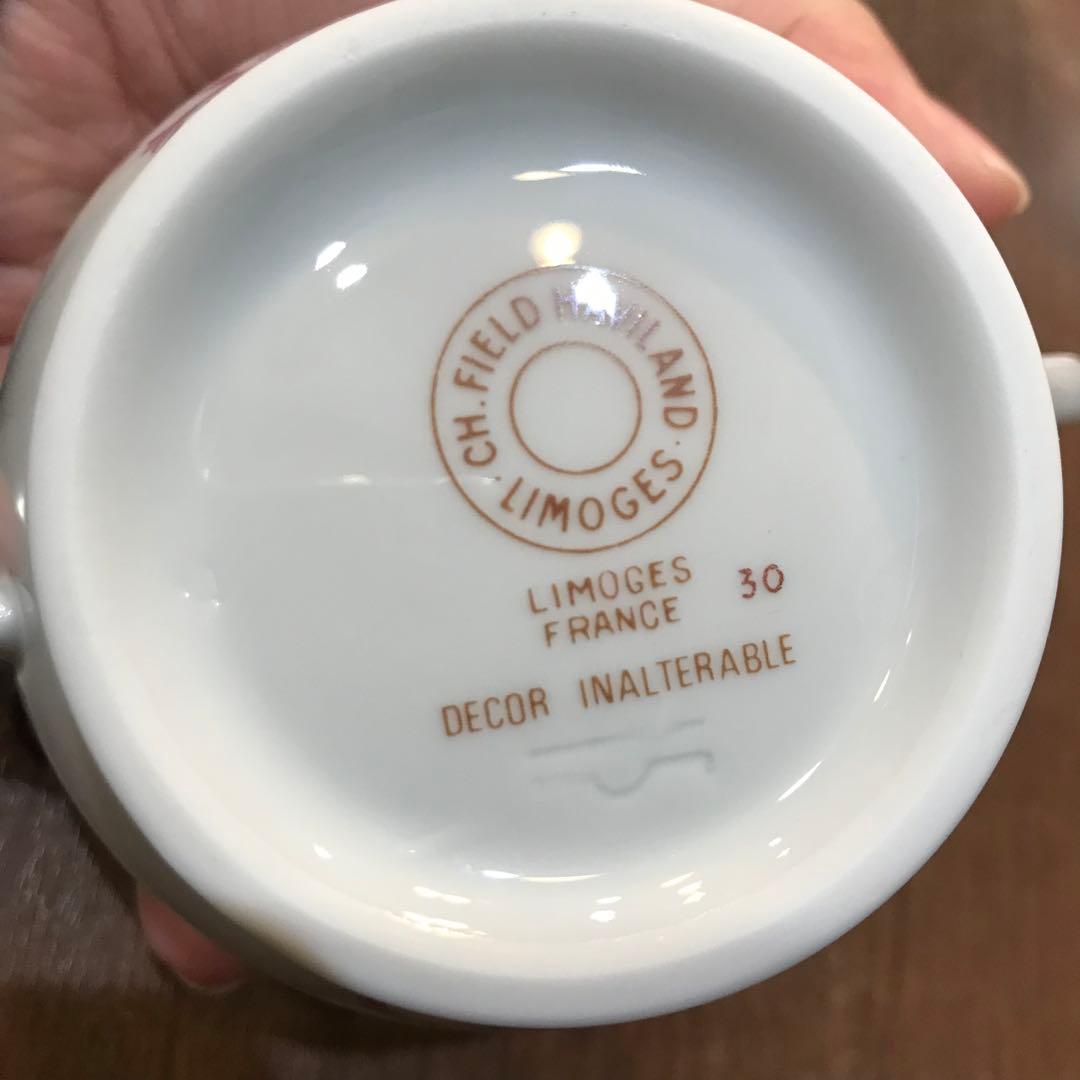 CH. FIELD HAVILAND
· LIMOGES ·
LIMOGES
FRANCE
30
DECOR INALTERABLE